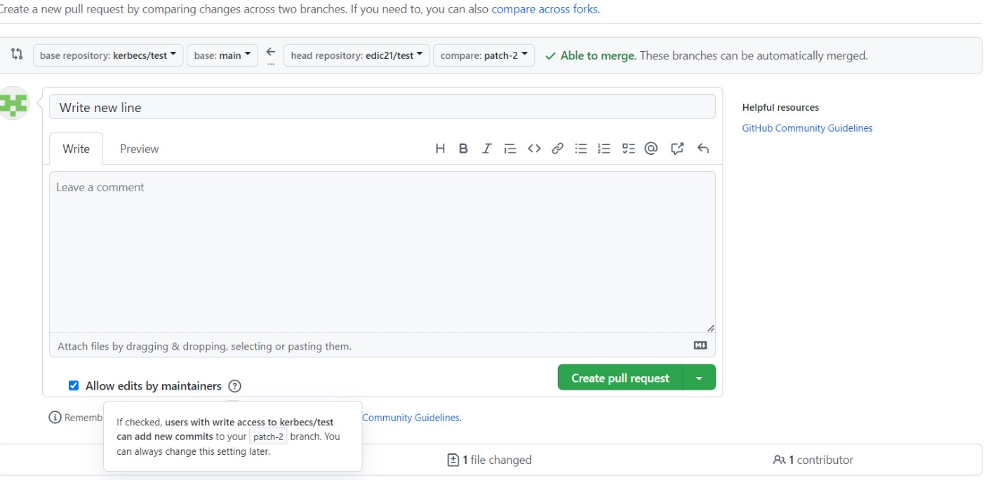 Create a new pull request by comparing changes across two branches. If you need to, you can also compare across forks.
base repository: kerbecs/test base: main ... head repository: edic21/test compare: patch-2 Able to merge. These branches can be automatically merged.
Write new line
Helpful resources
GitHub Community Guidelines
Write Preview
Leave a comment
Attach files by dragging & dropping, selecting or pasting them.
Allow edits by maintainers
Create pull request
If checked, users with write access to kerbecs/test
can add new commits to your patch-2 branch. You
can always change this setting later.
Rememb Community Guidelines.
1 file changed
1 contributor